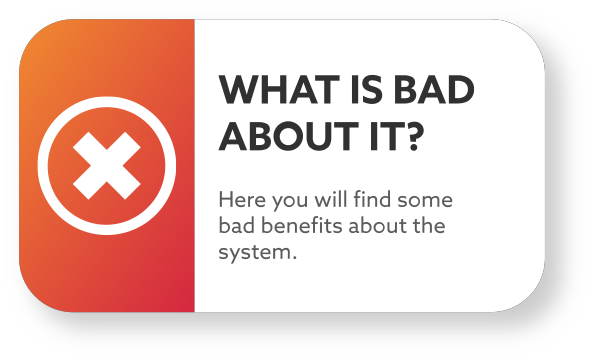 WHAT IS BAD
ABOUT IT?
Here you will find some
bad benefits about the
system.